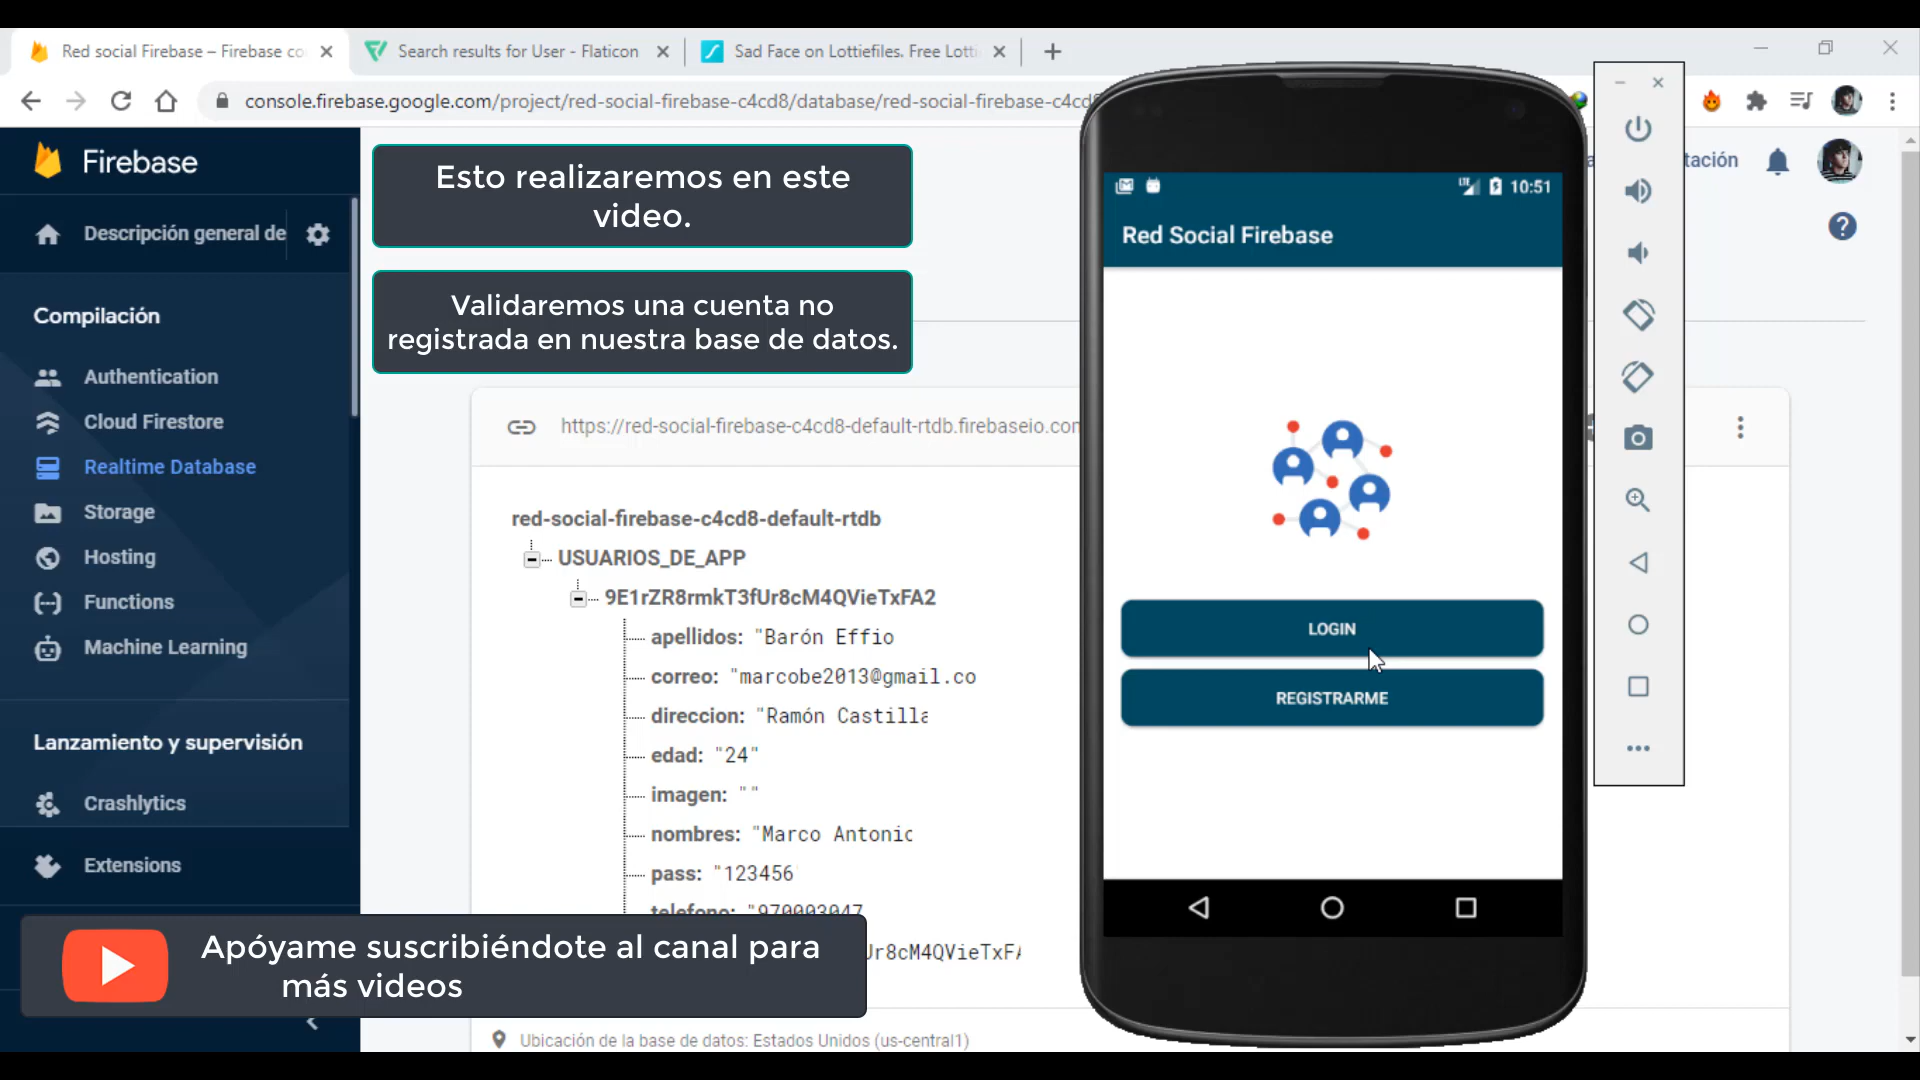 Red social Firebase – Firebase co
Search results for User - Flaticon
Sad Face on Lottiefiles. Free Lotti
console.firebase.google.com/project/red-social-firebase-c4cd8/database/red-social-firebase-c4cd8
Firebase
Descripción general de
Compilación
Authentication
Cloud Firestore
Realtime Database
Storage
Hosting
Functions
Machine Learning
Lanzamiento y supervisión
Crashlytics
Extensions
Esto realizaremos en este
video.
Validaremos una cuenta no
registrada en nuestra base de datos.
https://red-social-firebase-c4cd8-default-rtdb.firebaseio.com
red-social-firebase-c4cd8-default-rtdb
USUARIOS_DE_APP
9E1rZR8rmkT3fUr8cM4QVieTxFA2
apellidos: "Barón Effio
correo: "marcobe2013@gmail.co
direccion: "Ramón Castilla
edad: "24"
imagen: ""
nombres: "Marco Antonio
pass: "123456
telefono: "970003047
Ur8cM4QVieTxFA
Ubicación de la base de datos: Estados Unidos (us-central1)
Apóyame suscribiéndote al canal para
más videos
LTE 10:51
Red Social Firebase
LOGIN
REGISTRARME
tación